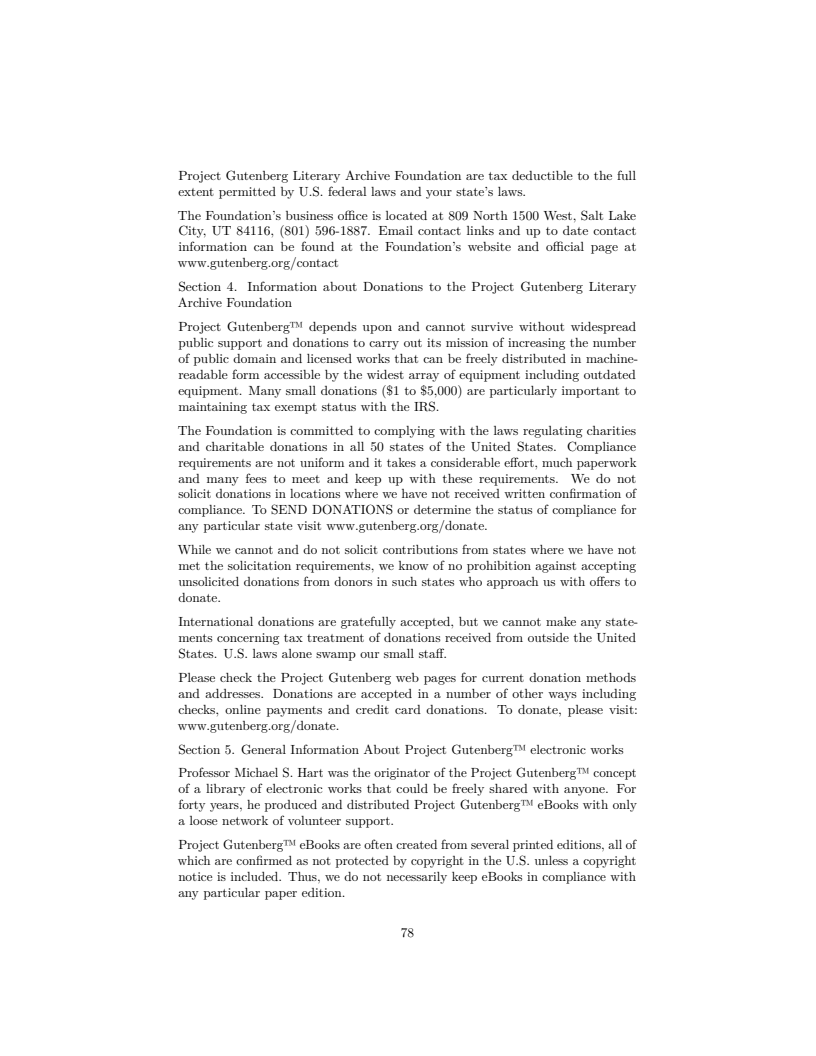 Project Gutenberg Literary Archive Foundation are tax deductible to the full
extent permitted by U.S. federal laws and your state’s laws.
The Foundation’s business office is located at 809 North 1500 West, Salt Lake
City, UT 84116, (801) 596-1887. Email contact links and up to date contact
information can be found at the Foundation’s website and official page at
www.gutenberg.org/contact
Section 4. Information about Donations to the Project Gutenberg Literary
Archive Foundation
Project Gutenberg™ depends upon and cannot survive without widespread
public support and donations to carry out its mission of increasing the number
of public domain and licensed works that can be freely distributed in machine-
readable form accessible by the widest array of equipment including outdated
equipment. Many small donations ($1 to $5,000) are particularly important to
maintaining tax exempt status with the IRS.
The Foundation is committed to complying with the laws regulating charities
and charitable donations in all 50 states of the United States. Compliance
requirements are not uniform and it takes a considerable effort, much paperwork
and many fees to meet and keep up with these requirements. We do not
solicit donations in locations where we have not received written confirmation of
compliance. To SEND DONATIONS or determine the status of compliance for
any particular state visit www.gutenberg.org/donate.
While we cannot and do not solicit contributions from states where we have not
met the solicitation requirements, we know of no prohibition against accepting
unsolicited donations from donors in such states who approach us with offers to
donate.
International donations are gratefully accepted, but we cannot make any state-
ments concerning tax treatment of donations received from outside the United
States. U.S. laws alone swamp our small staff.
Please check the Project Gutenberg web pages for current donation methods
and addresses. Donations are accepted in a number of other ways including
checks, online payments and credit card donations. To donate, please visit:
www.gutenberg.org/donate.
Section 5. General Information About Project Gutenberg™ electronic works
Professor Michael S. Hart was the originator of the Project Gutenberg™ concept
of a library of electronic works that could be freely shared with anyone. For
forty years, he produced and distributed Project Gutenberg™ eBooks with only
a loose network of volunteer support.
Project Gutenberg™ eBooks are often created from several printed editions, all of
which are confirmed as not protected by copyright in the U.S. unless a copyright
notice is included. Thus, we do not necessarily keep eBooks in compliance with
any particular paper edition.
78